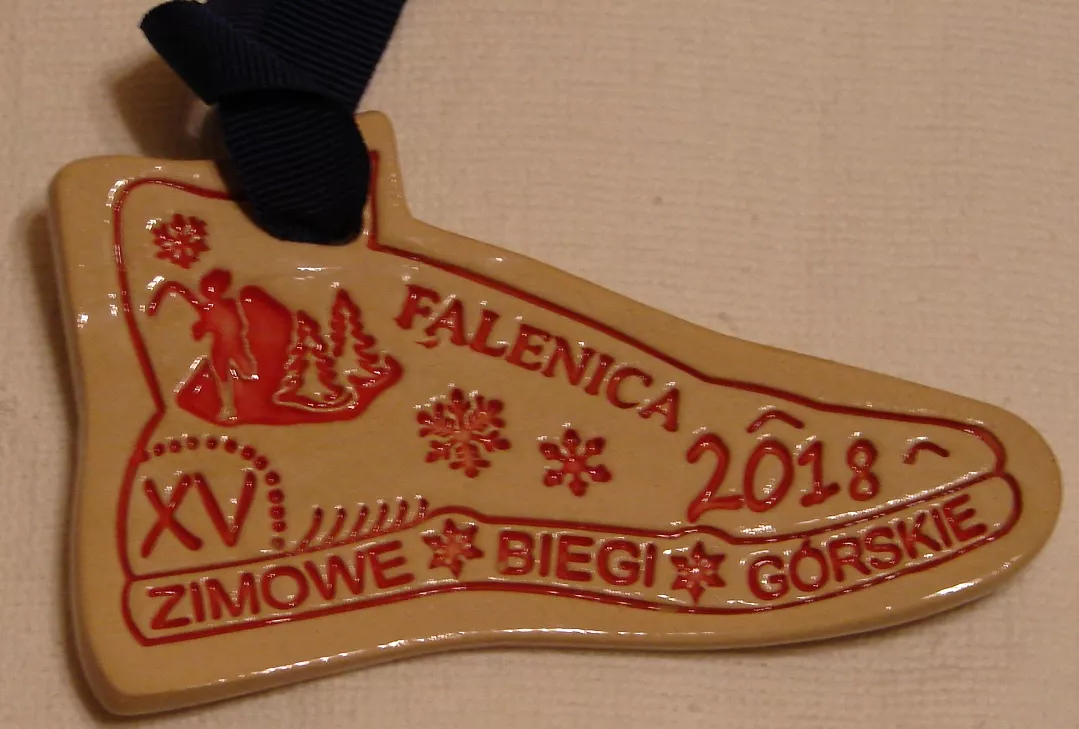 FALENICA
2018
XV
ZIMOWE BIEGI GÓRSKIE